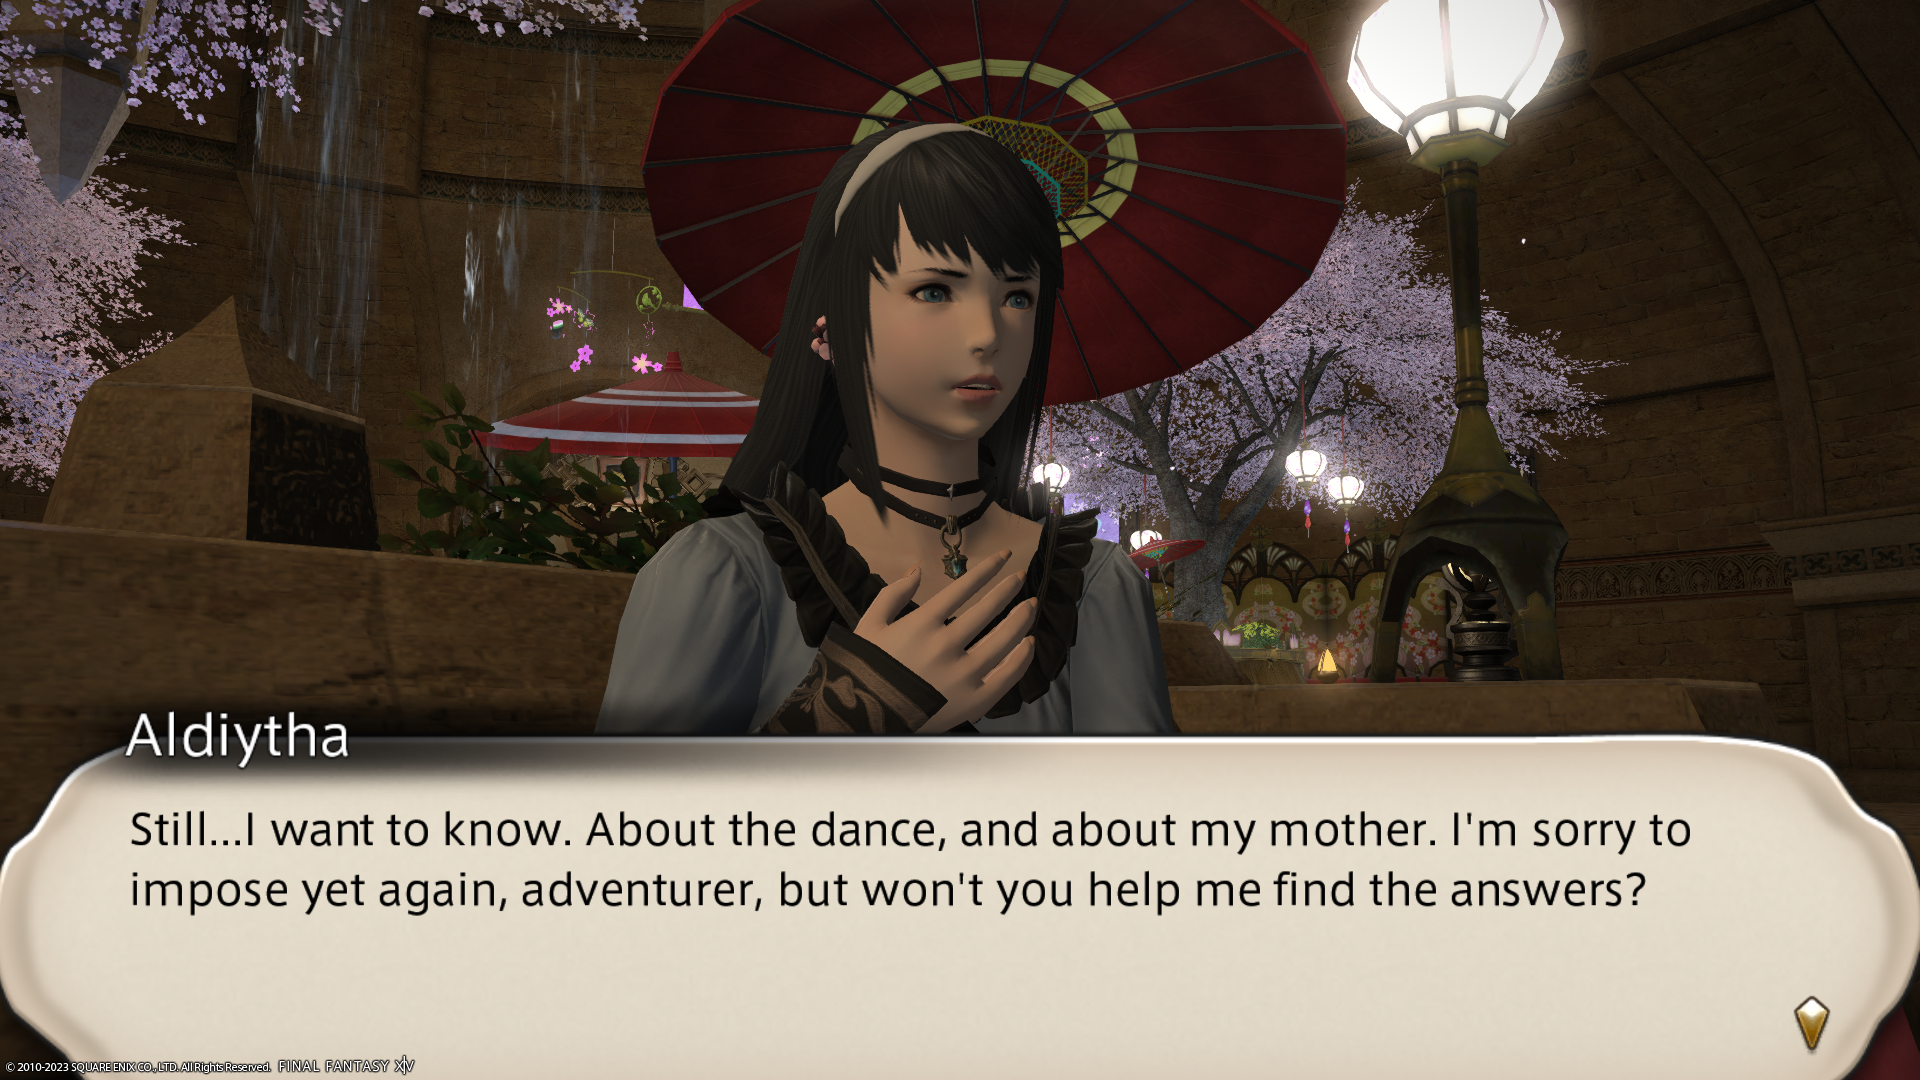 Aldiytha
Still...I want to know. About the dance, and about my mother. I'm sorry to
impose yet again, adventurer, but won't you help me find the answers?
© 2010-2023 SQUARE ENIX CO., LTD. All Rights Reserved. FINAL FANTASY XIV